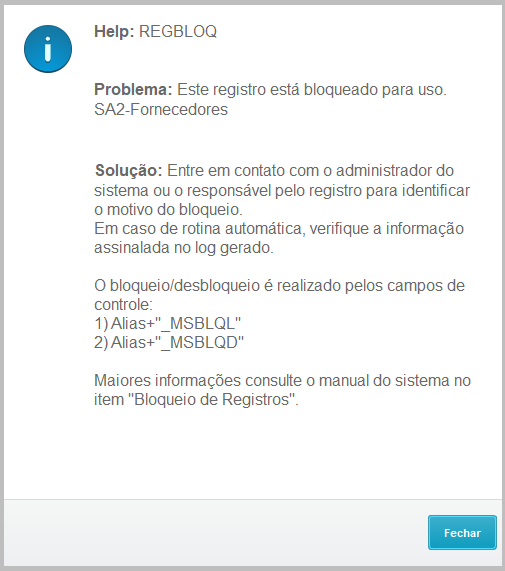 i
Help: REGBLOQ
Problema: Este registro está bloqueado para uso.
SA2-Fornecedores
Solução: Entre em contato com o administrador do
sistema ou o responsável pelo registro para identificar
o motivo do bloqueio.
Em caso de rotina automática, verifique a informação
assinalada no log gerado.
O bloqueio/desbloqueio é realizado pelos campos de
controle:
1) Alias+"_MSBLQL"
2) Alias+"_MSBLQD"
Maiores informações consulte o manual do sistema no
item "Bloqueio de Registros".
Fechar